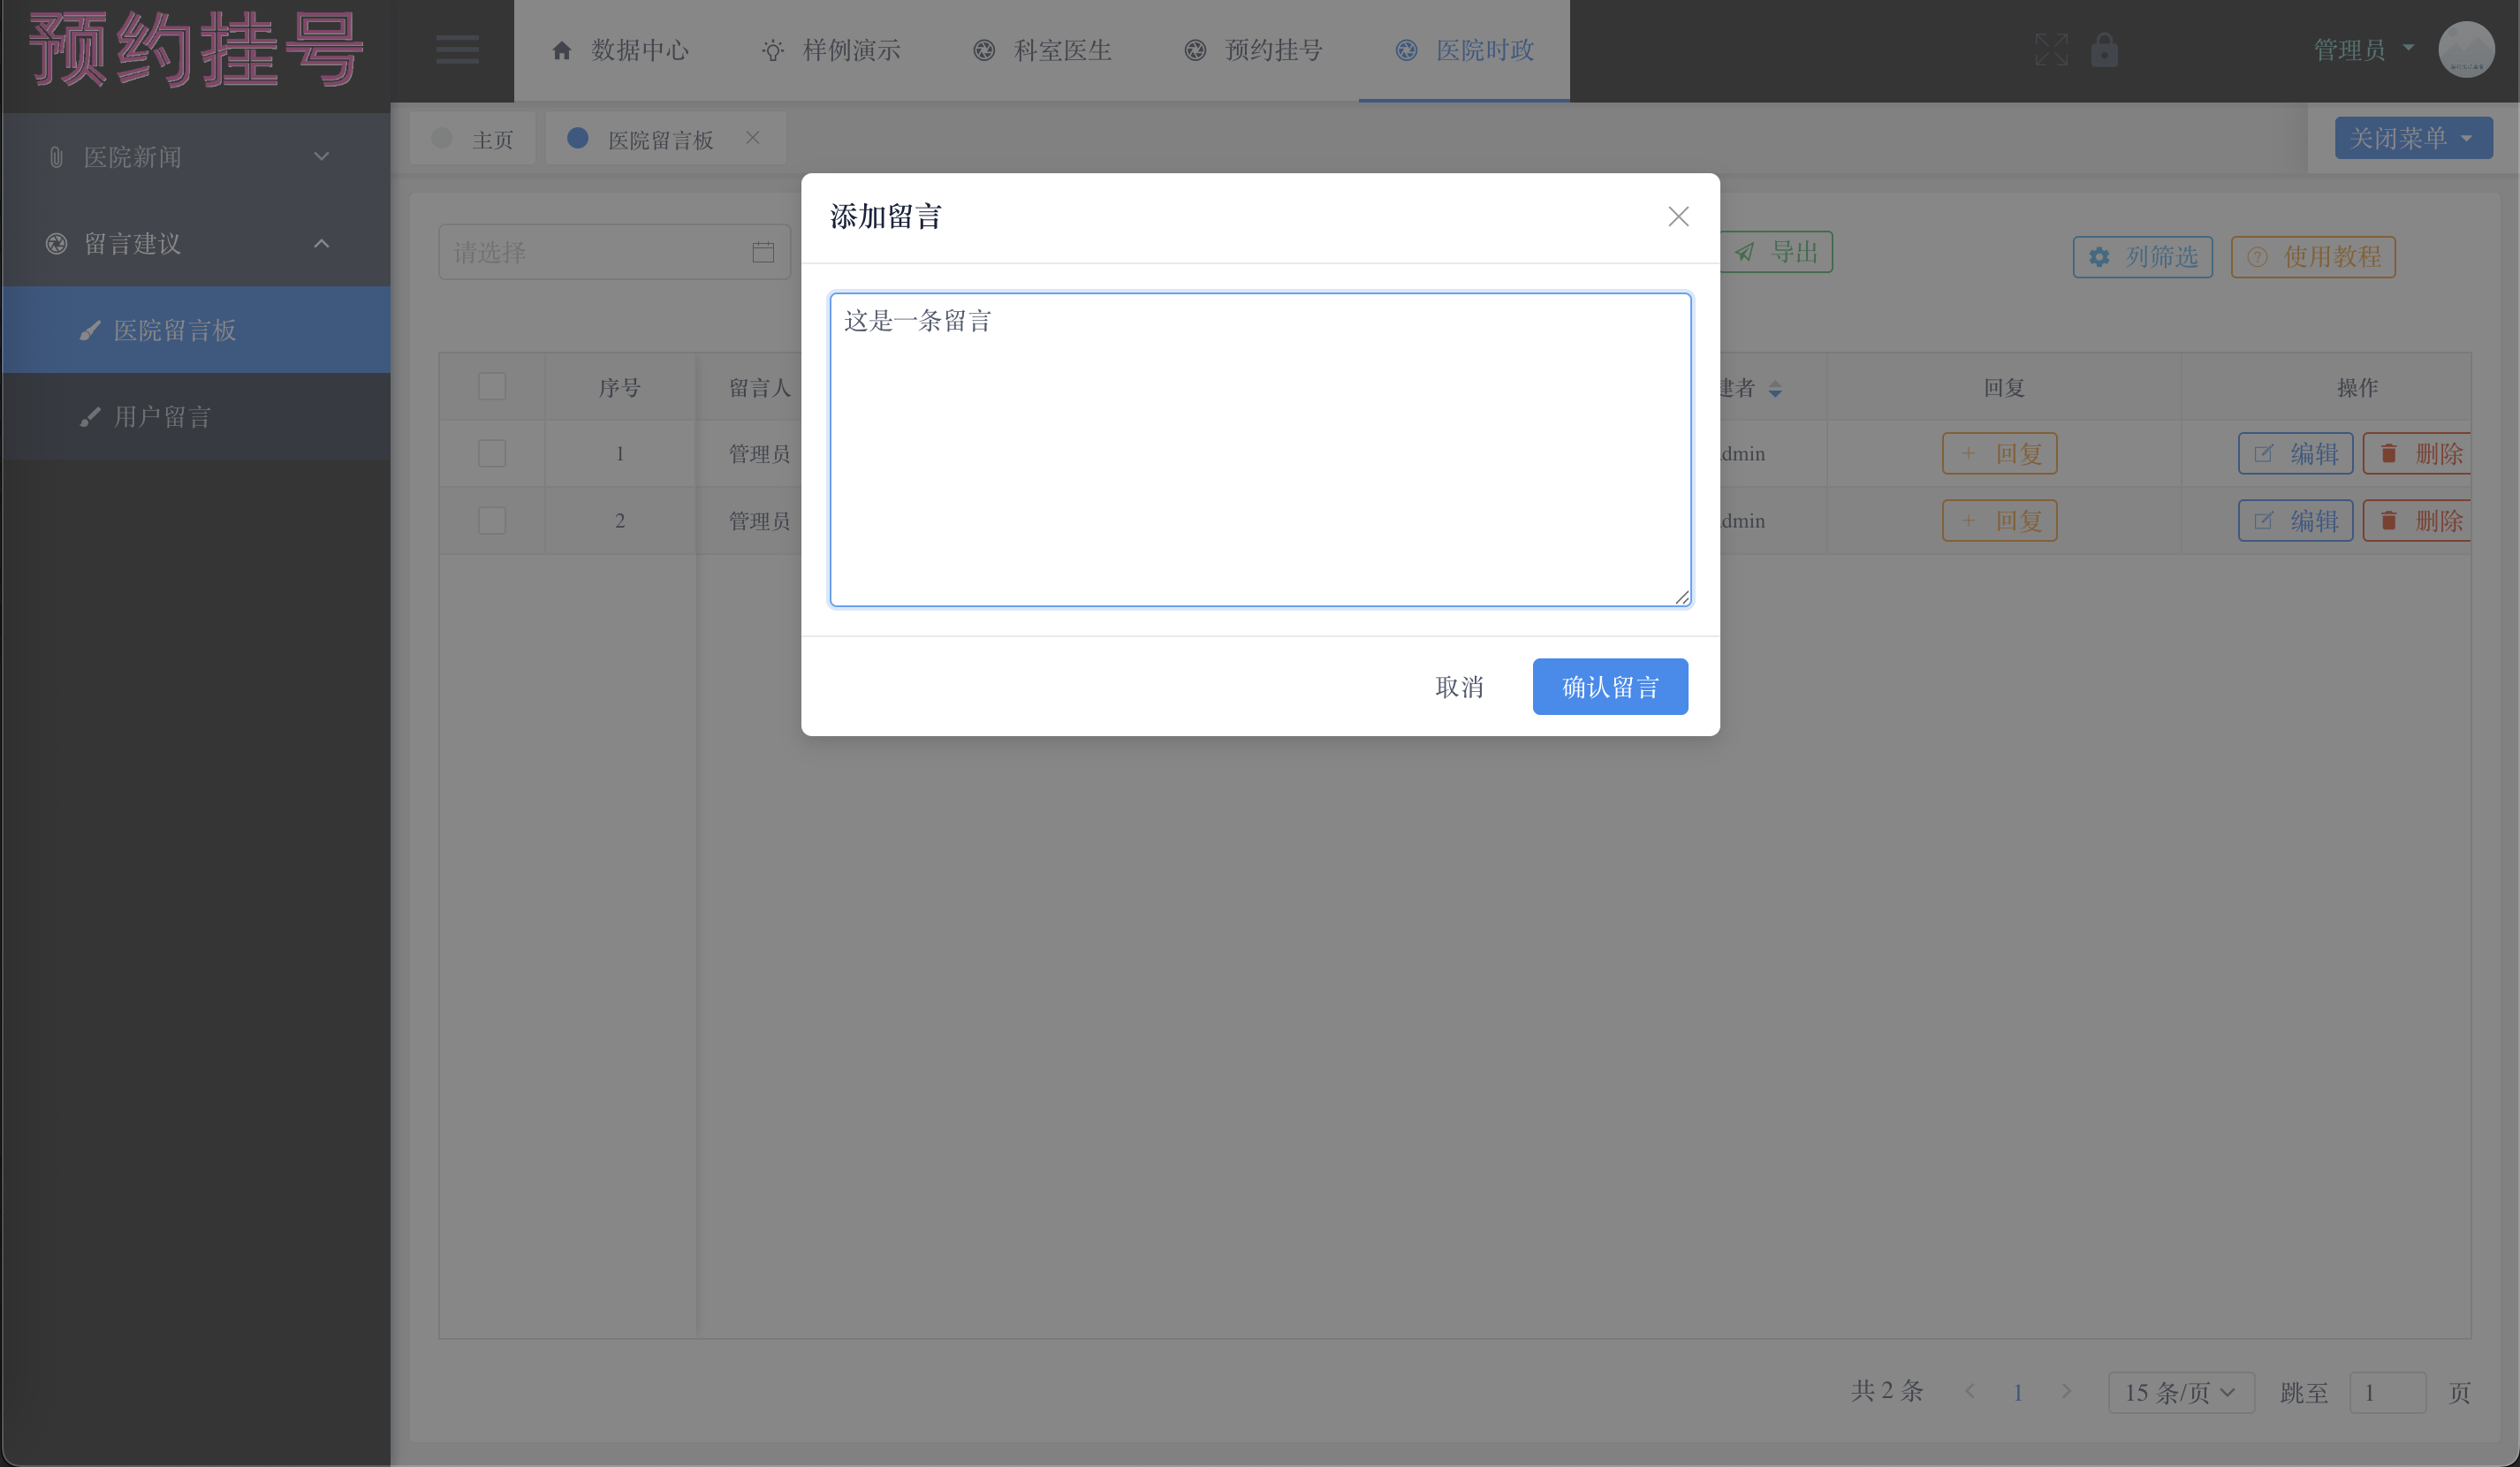 预约挂号
数据中心
样例演示
科室医生
预约挂号
医院时政
管理员
医院新闻
留言建议
医院留言板
用户留言
主页
医院留言板
关闭菜单
请选择
导出
列筛选
使用教程
添加留言
这是一条留言
取消
确认留言
序号 留言人 建者 回复 操作
1 管理员 dmin 回复 编辑 删除
2 管理员 dmin 回复 编辑 删除
共 2 条 1 15 条/页 跳至 1 页